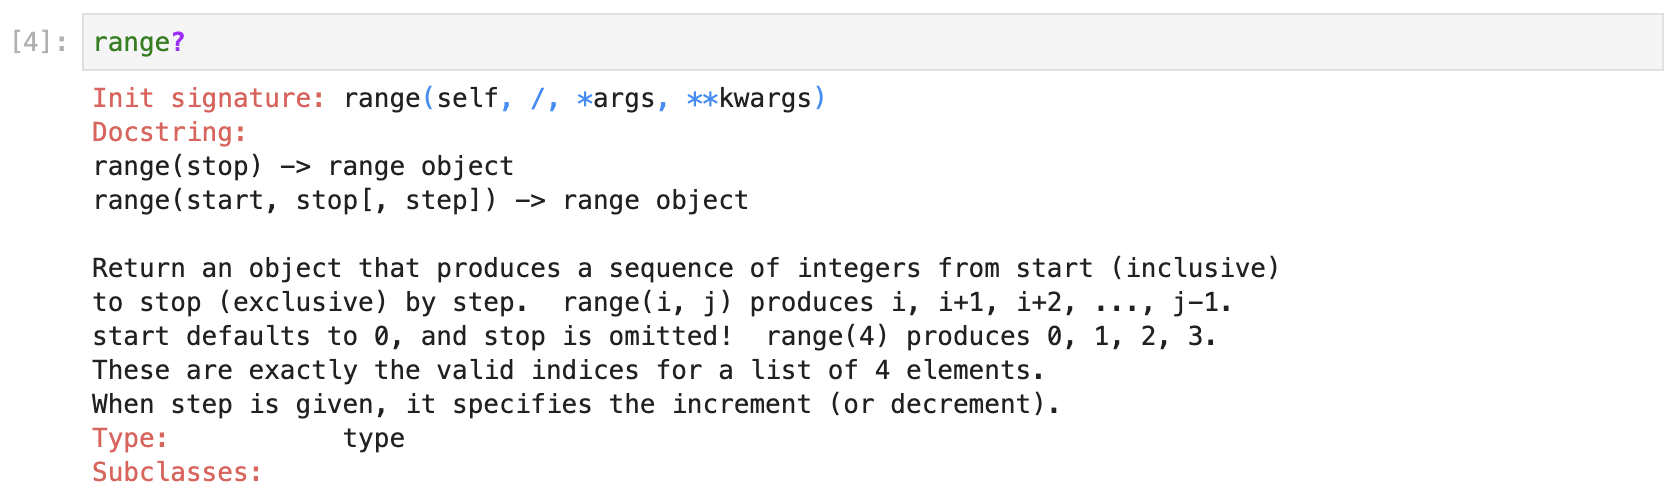 [4]: range?
Init signature: range(self, /, *args, **kwargs)
Docstring:
range(stop) -> range object
range(start, stop[, step]) -> range object

Return an object that produces a sequence of integers from start (inclusive)
to stop (exclusive) by step.  range(i, j) produces i, i+1, i+2, ..., j-1.
start defaults to 0, and stop is omitted!  range(4) produces 0, 1, 2, 3.
These are exactly the valid indices for a list of 4 elements.
When step is given, it specifies the increment (or decrement).
Type:           type
Subclasses: